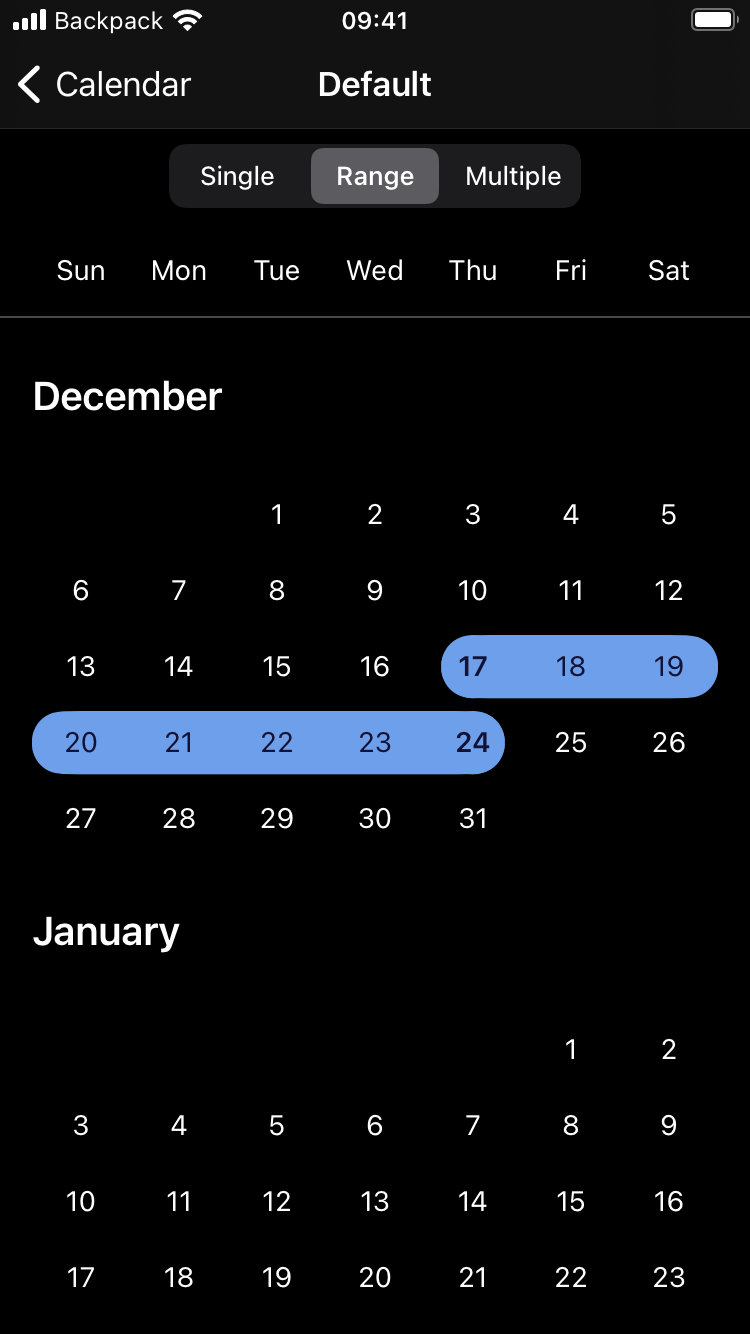 Backpack 09:41
Calendar Default
Single Range Multiple
Sun Mon Tue Wed Thu Fri Sat
December
1 2 3 4 5
6 7 8 9 10 11 12
13 14 15 16 17 18 19
20 21 22 23 24 25 26
27 28 29 30 31
January
1 2
3 4 5 6 7 8 9
10 11 12 13 14 15 16
17 18 19 20 21 22 23